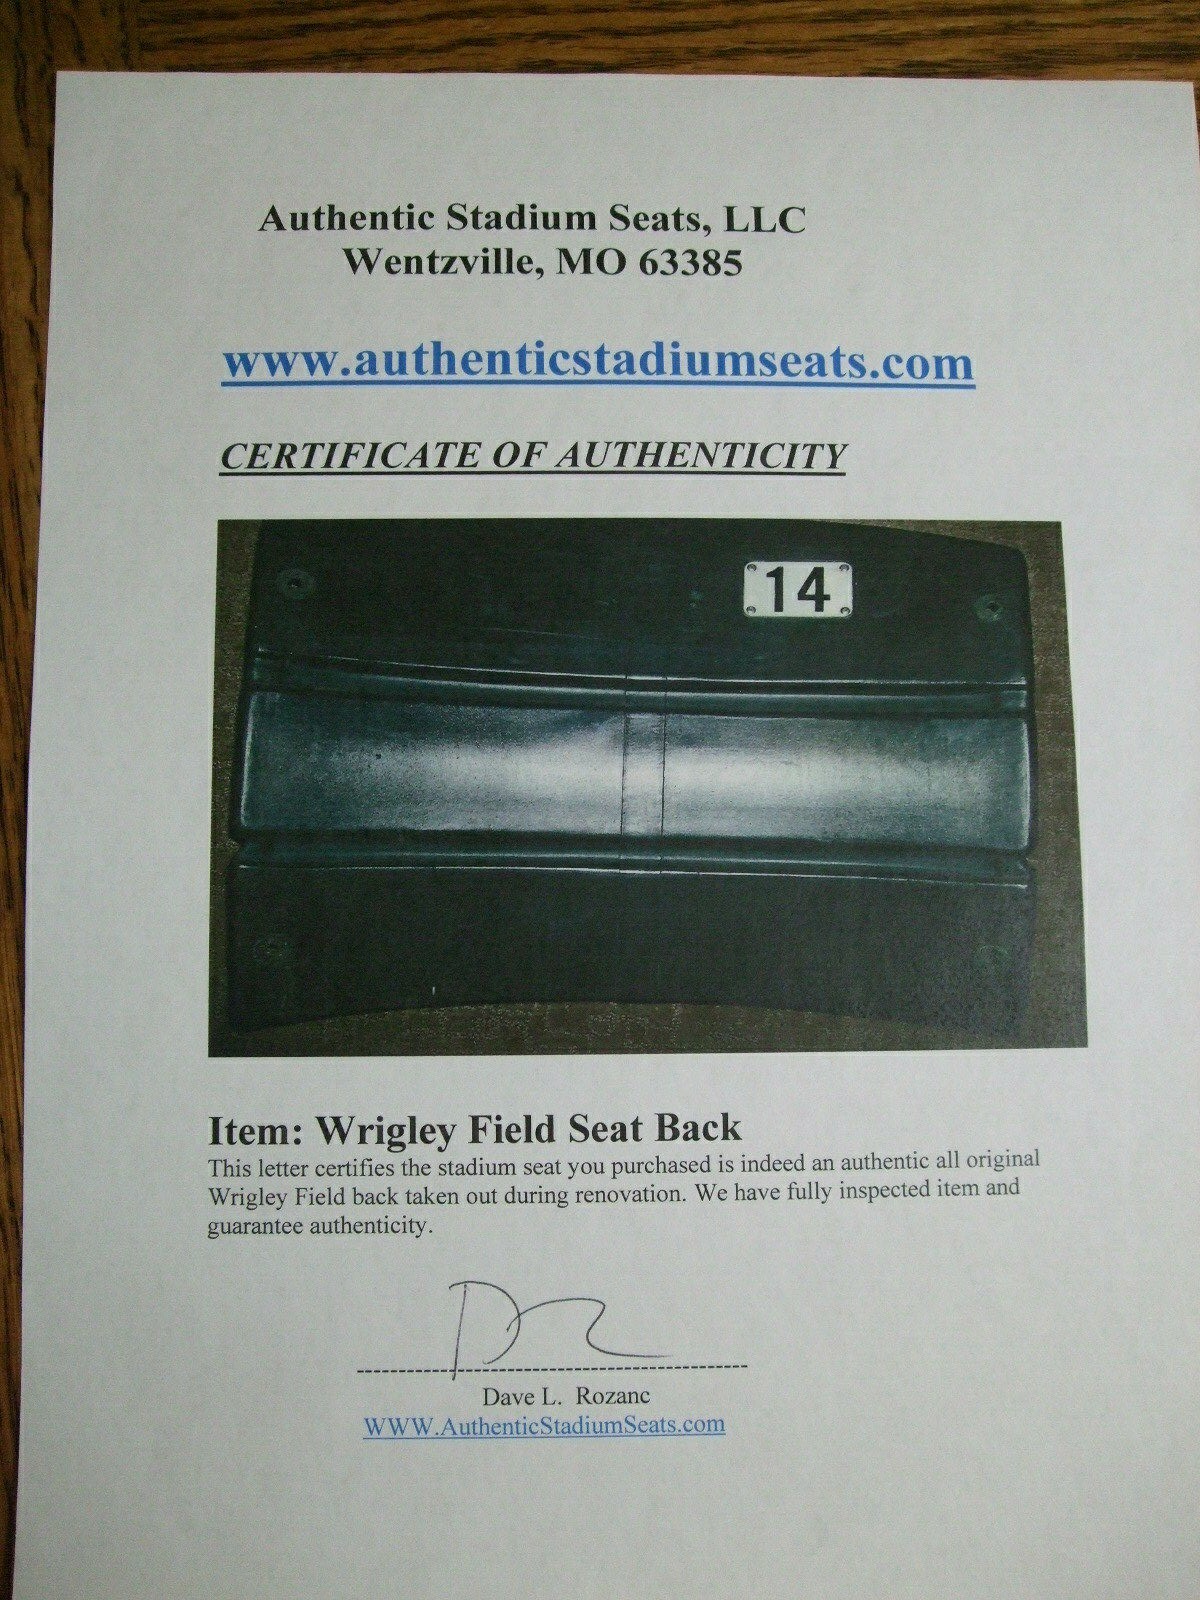 Authentic Stadium Seats, LLC
Wentzville, MO 63385
www.authenticstadiumseats.com
CERTIFICATE OF AUTHENTICITY
14
Item: Wrigley Field Seat Back
This letter certifies the stadium seat you purchased is indeed an authentic all original
Wrigley Field back taken out during renovation. We have fully inspected item and
guarantee authenticity.
Dave L. Rozanc
WWW.AuthenticStadiumSeats.com